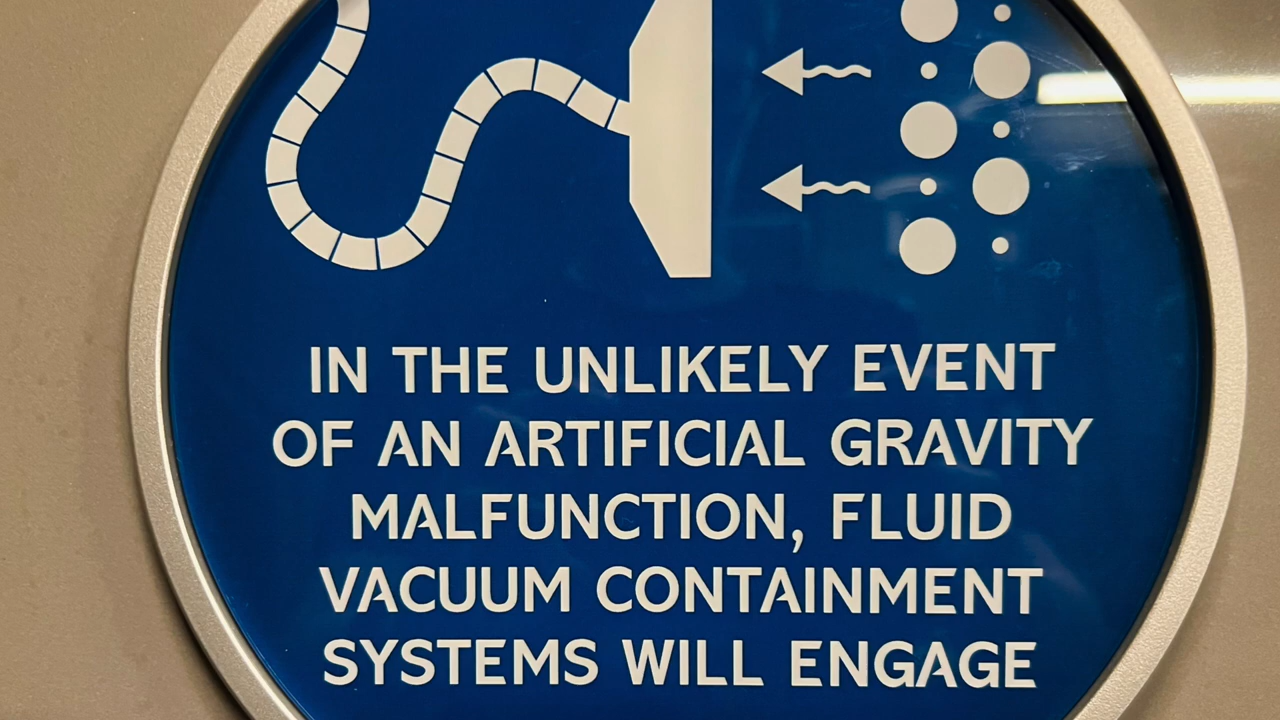 IN THE UNLIKELY EVENT
OF AN ARTIFICIAL GRAVITY
MALFUNCTION, FLUID
VACUUM CONTAINMENT
SYSTEMS WILL ENGAGE